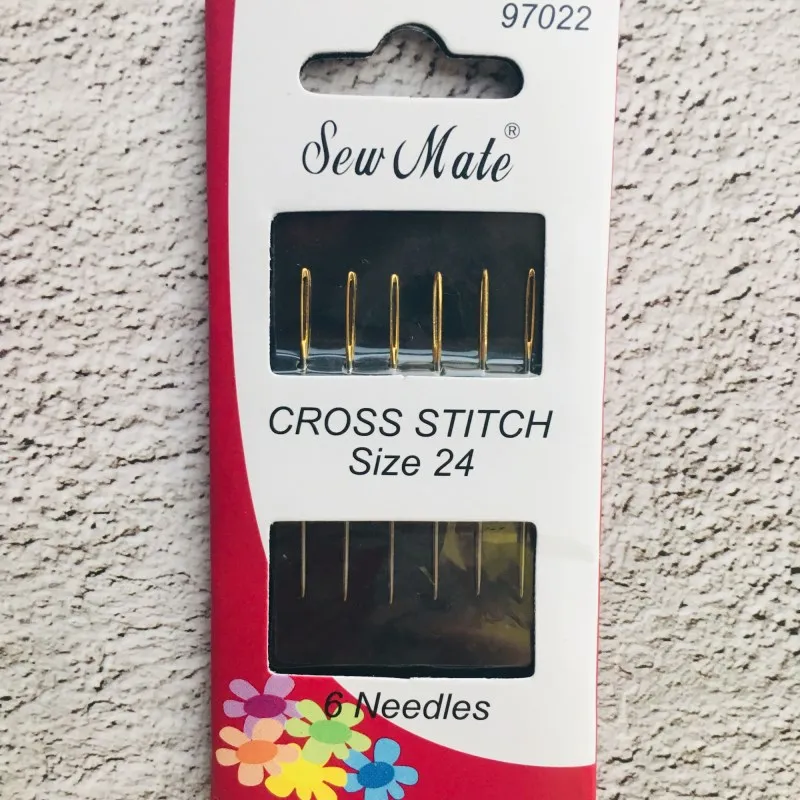 97022
Sew Mate®
CROSS STITCH
Size 24
6 Needles